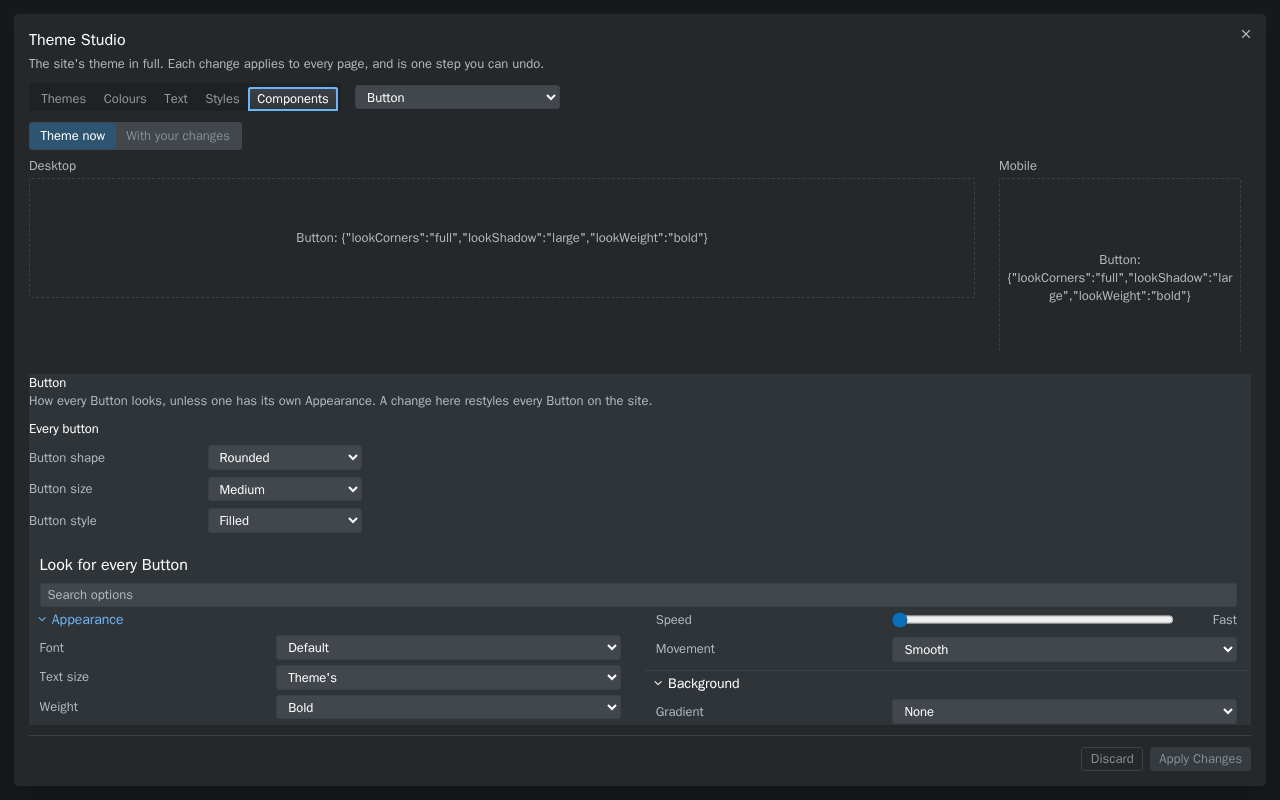 Theme Studio
The site's theme in full. Each change applies to every page, and is one step you can undo.
Themes Colours Text Styles Components Button
Theme now With your changes
Desktop
Mobile
Button: {"lookCorners":"full","lookShadow":"large","lookWeight":"bold"}
Button:
{"lookCorners":"full","lookShadow":"lar
ge","lookWeight":"bold"}
Button
How every Button looks, unless one has its own Appearance. A change here restyles every Button on the site.
Every button
Button shape Rounded
Button size Medium
Button style Filled
Look for every Button
Search options
Appearance
Font Default
Text size Theme's
Weight Bold
Speed Fast
Movement Smooth
Background
Gradient None
Discard Apply Changes